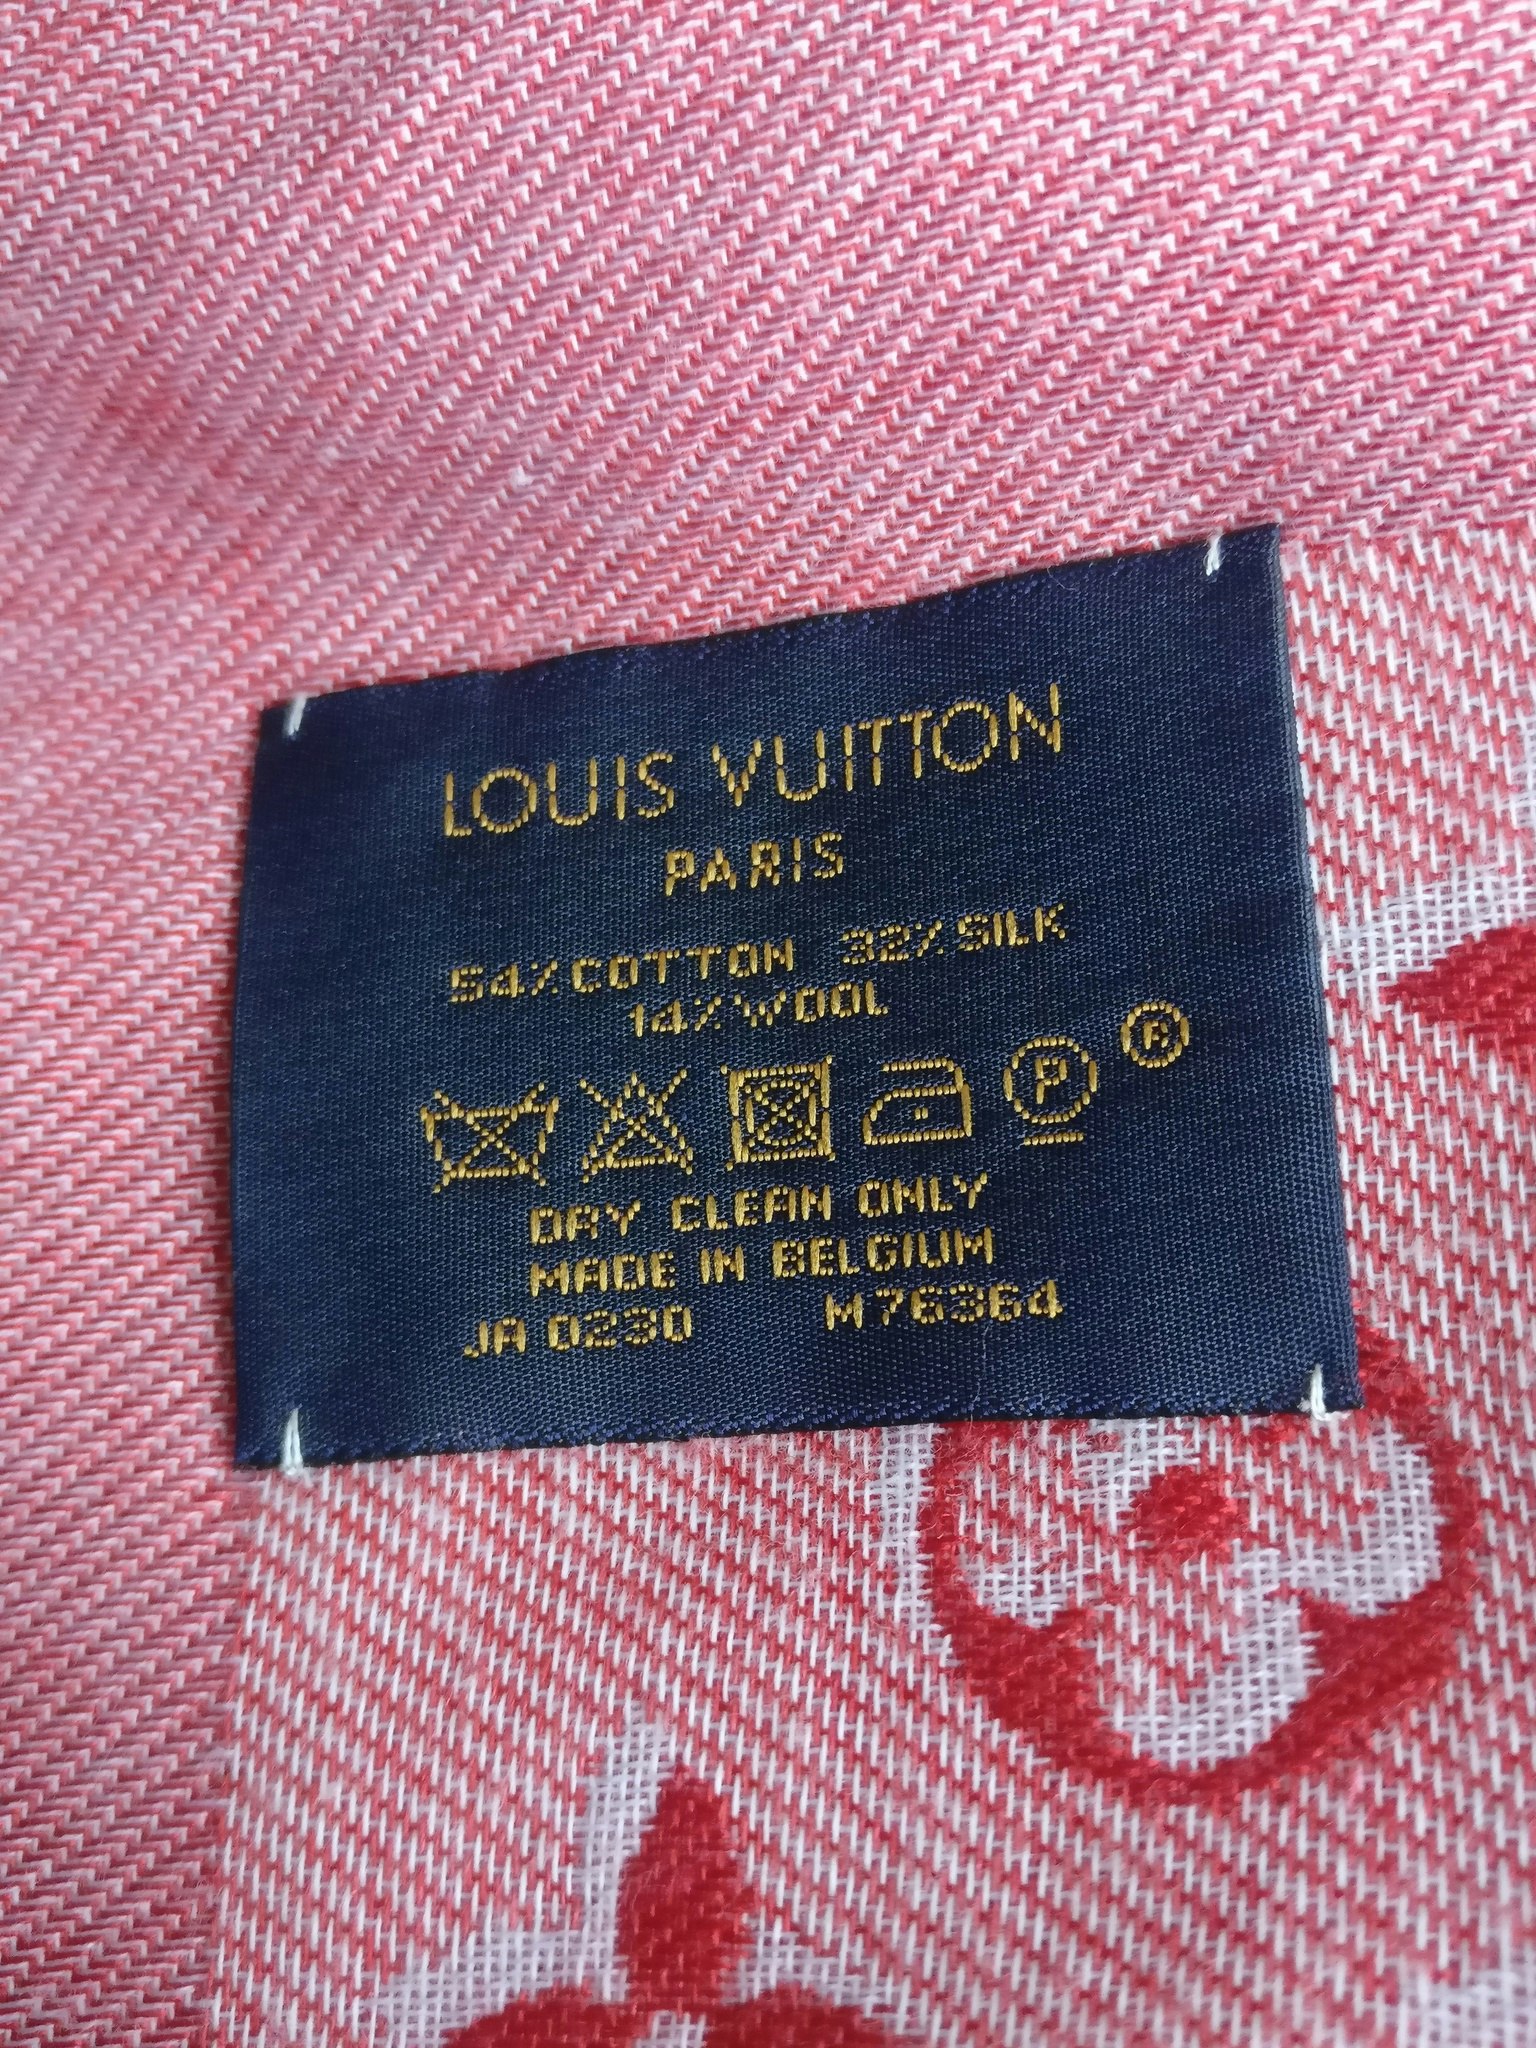 LOUIS VUITTON
PARIS
54% COTTON 32% SILK
14% WOOL
P ®
DRY CLEAN ONLY
MADE IN BELGIUM
JA 0230 M76364